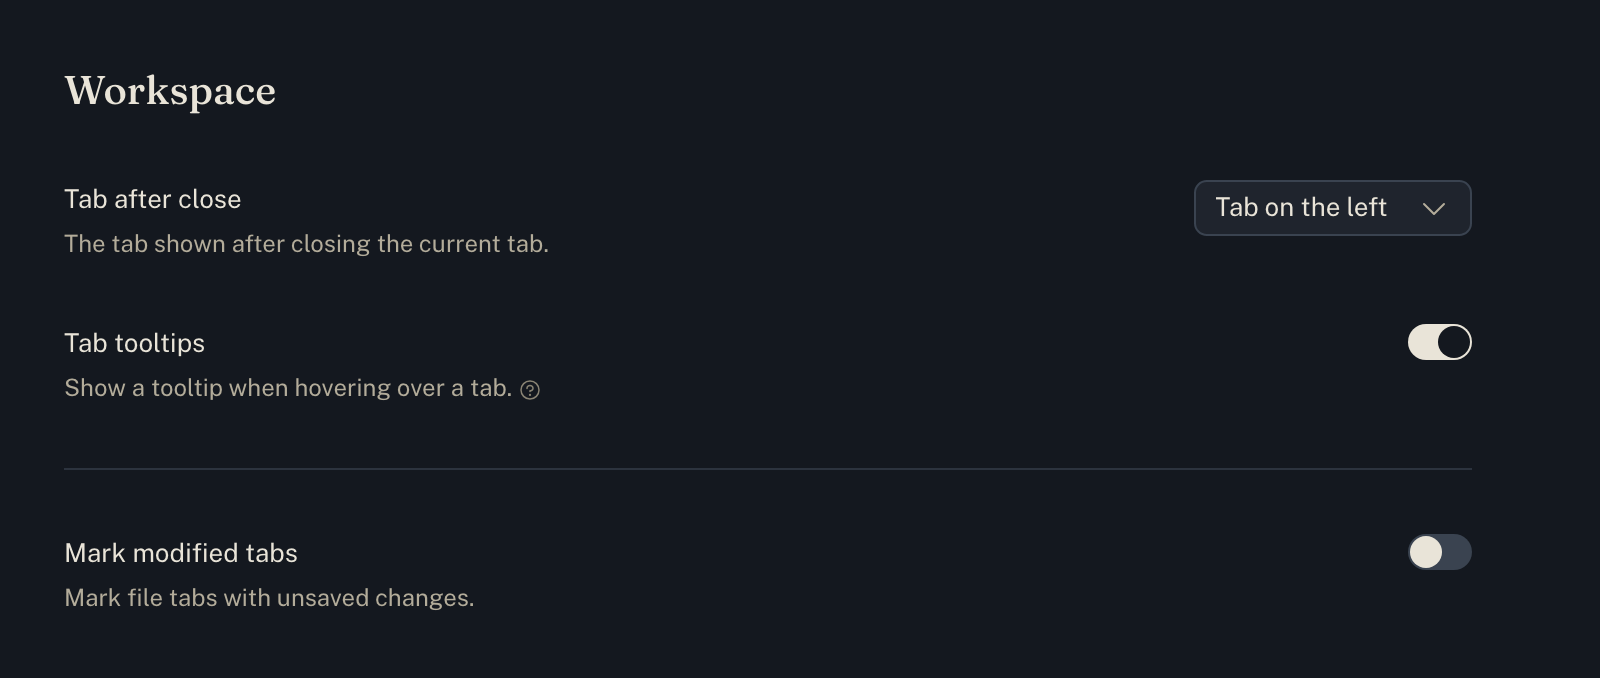 Workspace
Tab after close
Tab on the left
The tab shown after closing the current tab.
Tab tooltips
Show a tooltip when hovering over a tab.
Mark modified tabs
Mark file tabs with unsaved changes.